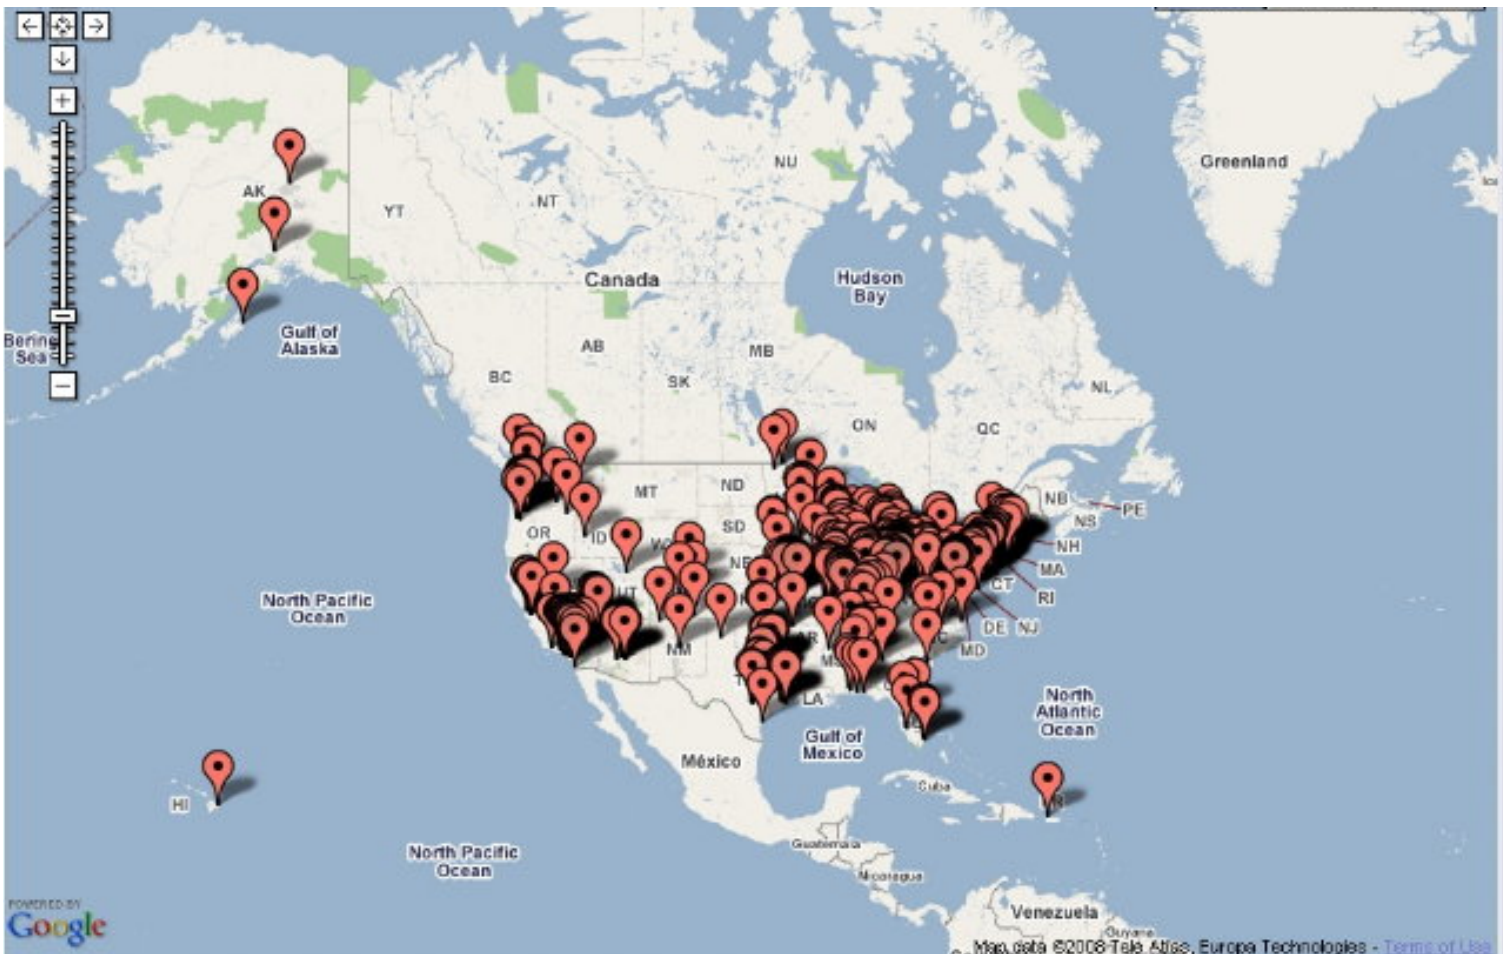 Greenland
NU
AK
YT
NT
Canada
Hudson
Bay
Gulf of
Alaska
Bering
Sea
AB
MB
BC
SK
NL
ON
QC
MT
ND
NB
PE
NS
OR
ID
SD
NH
NE
MA
CT
UT
RI
North Pacific
Ocean
DE
NJ
MD
NM
LA
North
Atlantic
Ocean
Gulf of
Mexico
México
Cuba
HI
Guatemala
North Pacific
Ocean
Nicaragua
Venezuela
Guyana
POWERED BY
Google
Map data ©2008 Tele Atlas, Europa Technologies - Terms of Use